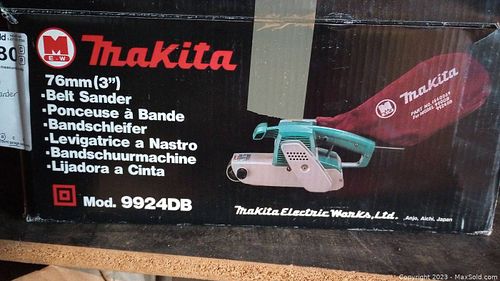 80
M
E.W
makita
76mm(3")
•Belt Sander
•Ponceuse à Bande
•Bandschleifer
•Levigatrice a Nastro
•Bandschuurmachine
•Lijadora a Cinta
Mod. 9924DB
M
makita
makita Electric Works, Ltd. Anjo, Aichi, Japan
Copyright 2023 - MaxSold.com